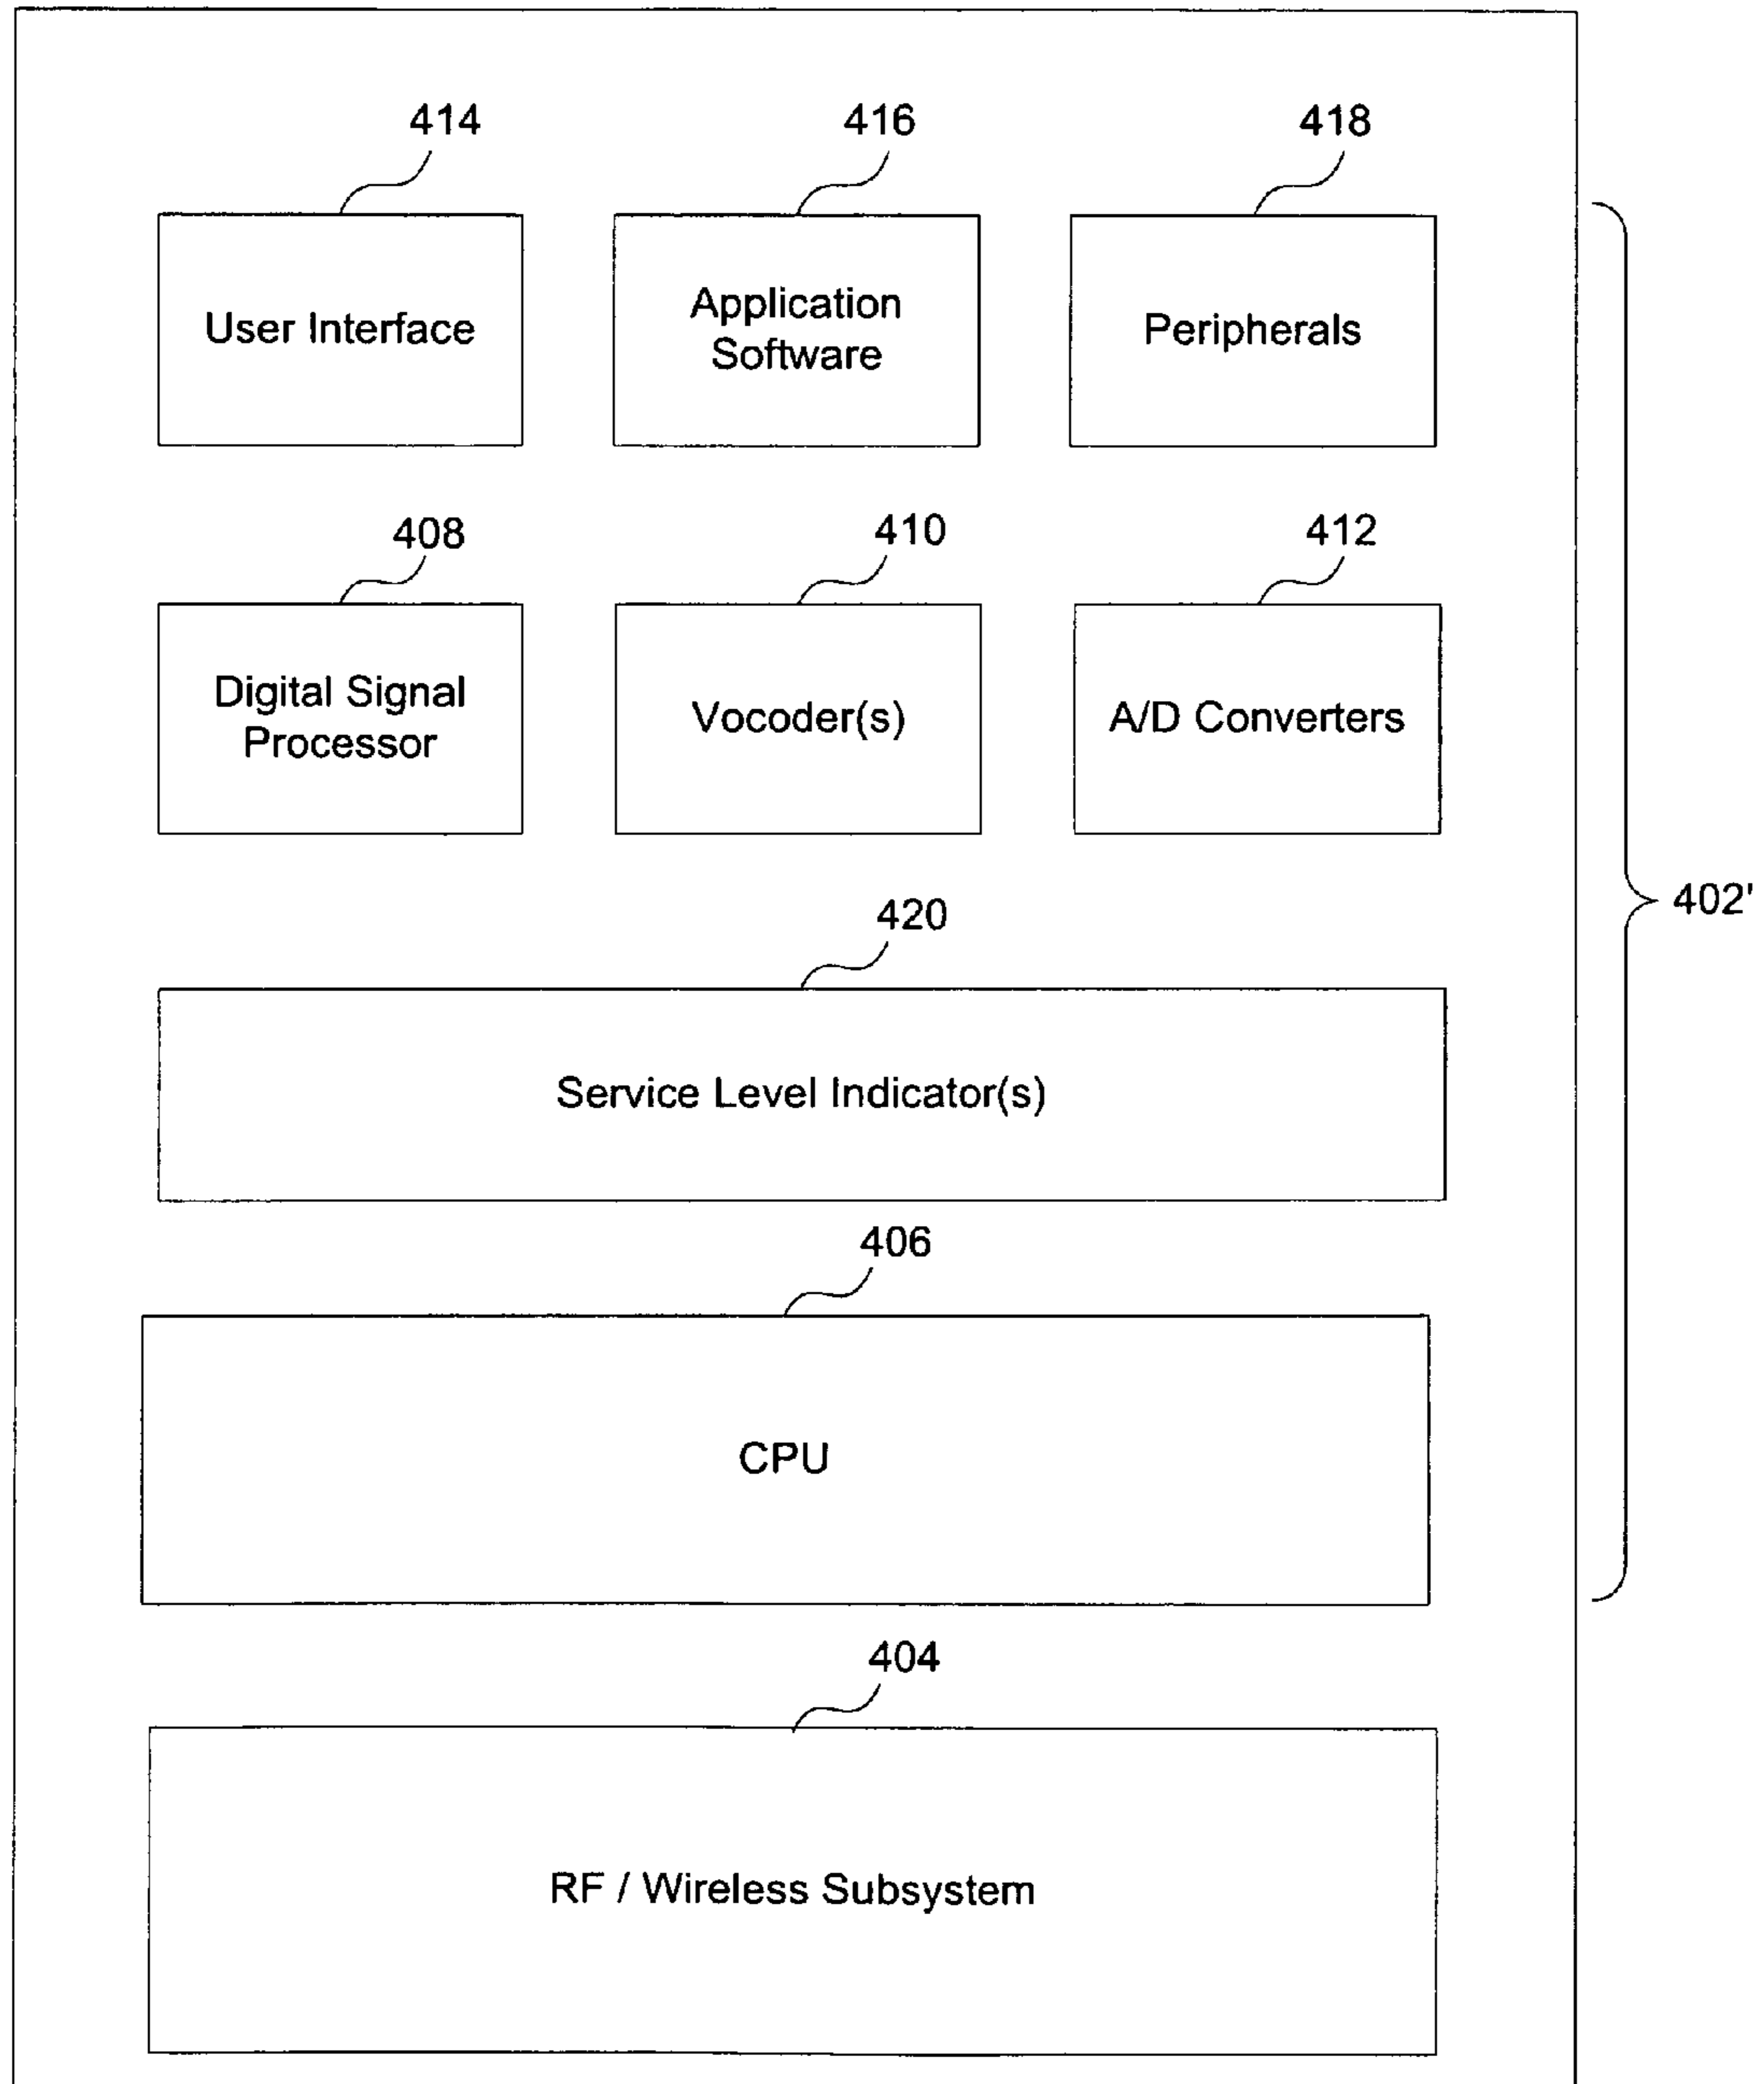 414
416
418
User Interface
Application
Software
Peripherals
408
410
412
Digital Signal
Processor
Vocoder(s)
A/D Converters
402'
420
Service Level Indicator(s)
406
CPU
404
RF / Wireless Subsystem